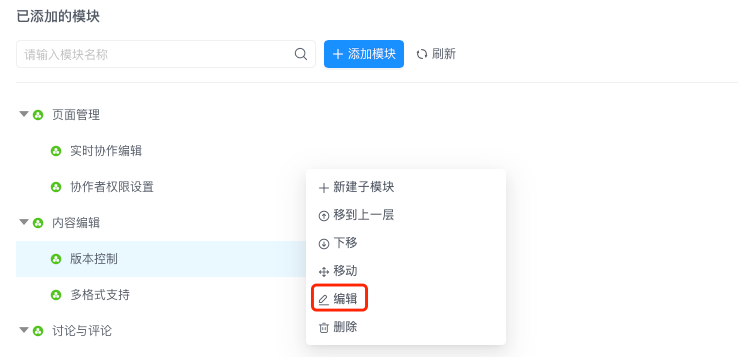 已添加的模块
请输入模块名称
添加模块
刷新
页面管理
实时协作编辑
协作者权限设置
新建子模块
移到上一层
内容编辑
下移
版本控制
移动
多格式支持
编辑
讨论与评论
删除